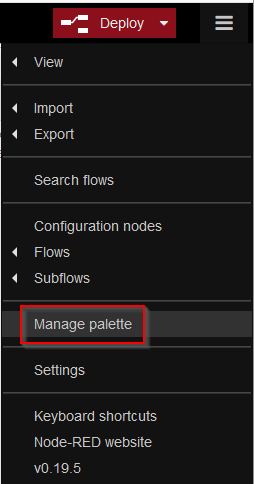 Deploy
View
Import
Export
Search flows
Configuration nodes
Flows
Subflows
Manage palette
Settings
Keyboard shortcuts
Node-RED website
v0.19.5